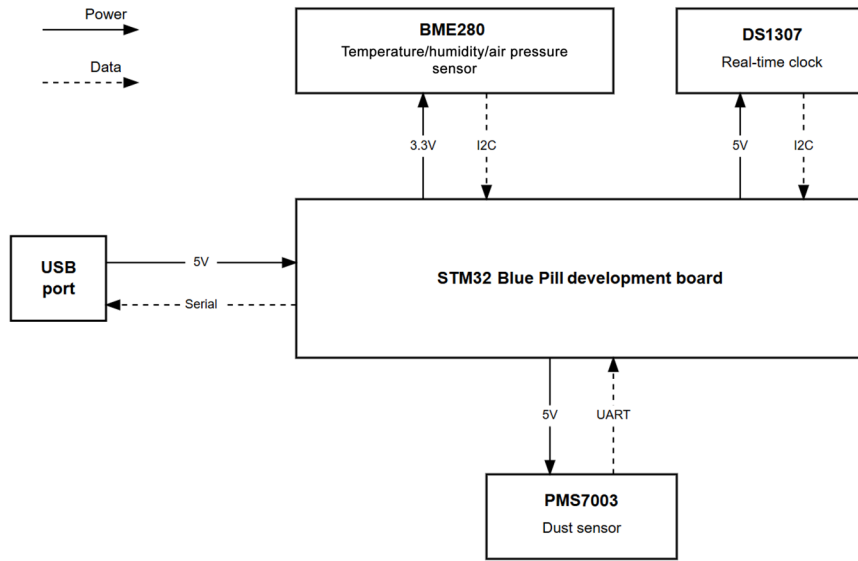 Power
Data
BME280
Temperature/humidity/air pressure
sensor
DS1307
Real-time clock
3.3V
I2C
5V
I2C
USB
port
5V
Serial
STM32 Blue Pill development board
5V
UART
PMS7003
Dust sensor